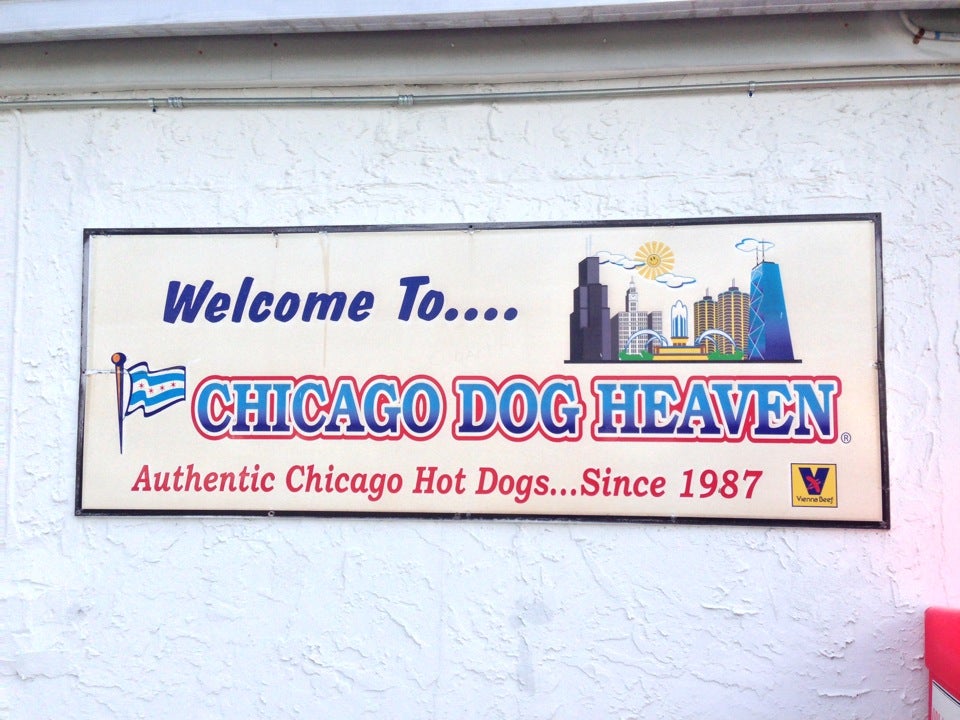 Welcome To....
CHICAGO DOG HEAVEN®
Authentic Chicago Hot Dogs...Since 1987
V
Vienna Beef